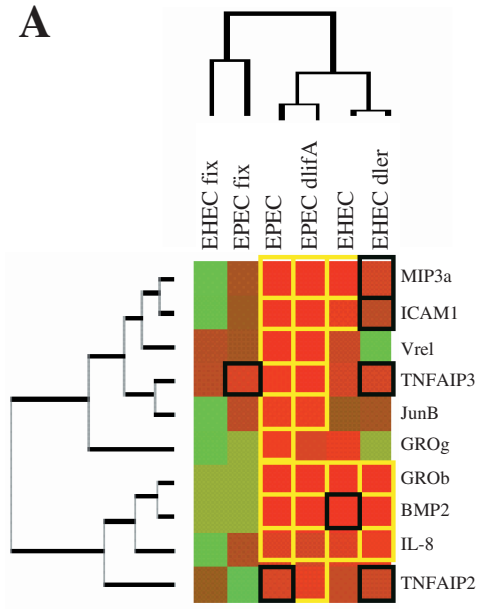 A
EHEC fix
EPEC fix
EPEC
EPEC dlifA
EHEC
EHEC dler
MIP3a
ICAM1
Vrel
TNFAIP3
JunB
GROg
GROb
BMP2
IL-8
TNFAIP2